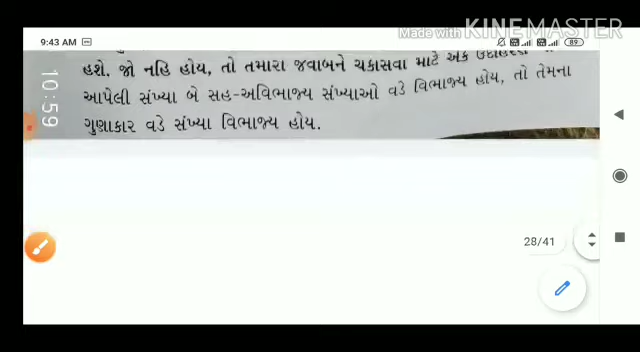 Made with KINEMASTER
9:43 AM
89
હશે. જો નહિ હોય, તો તમારા જવાબને ચકાસવા માટે એક
આપેલી સંખ્યા બે સહ-અવિભાજ્ય સંખ્યાઓ વડે વિભાજ્ય હોય, તો તેમના
ગુણાકાર વડે સંખ્યા વિભાજ્ય હોય.
10:59
28/41